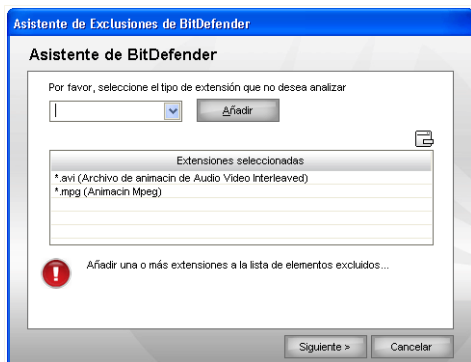 Asistente de Exclusiones de BitDefender
Asistente de BitDefender
Por favor, seleccione el tipo de extensión que no desea analizar
Añadir
Extensiones seleccionadas
*.avi (Archivo de animacin de Audio Video Interleaved)
*.mpg (Animacin Mpeg)
Añadir una o más extensiones a la lista de elementos excluidos...
Siguiente >
Cancelar